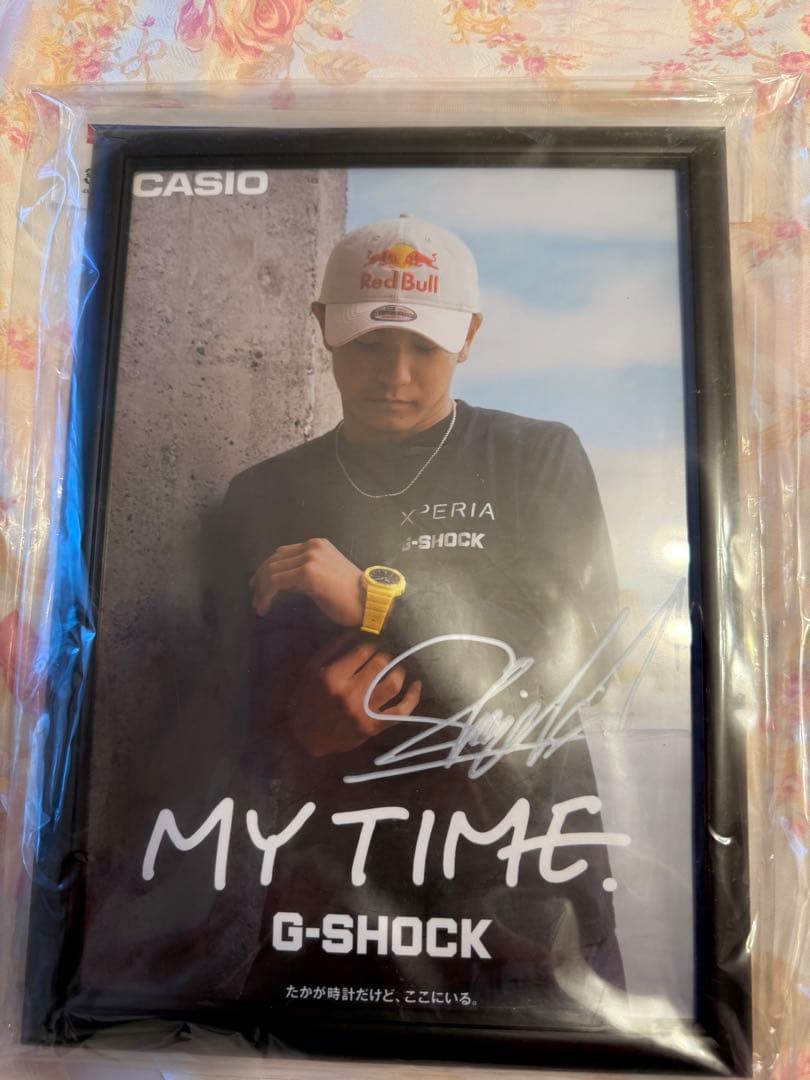 CASIO
Red Bull
XPERIA
G-SHOCK
MY TIME.
G-SHOCK
たかが時計だけど、ここにいる。